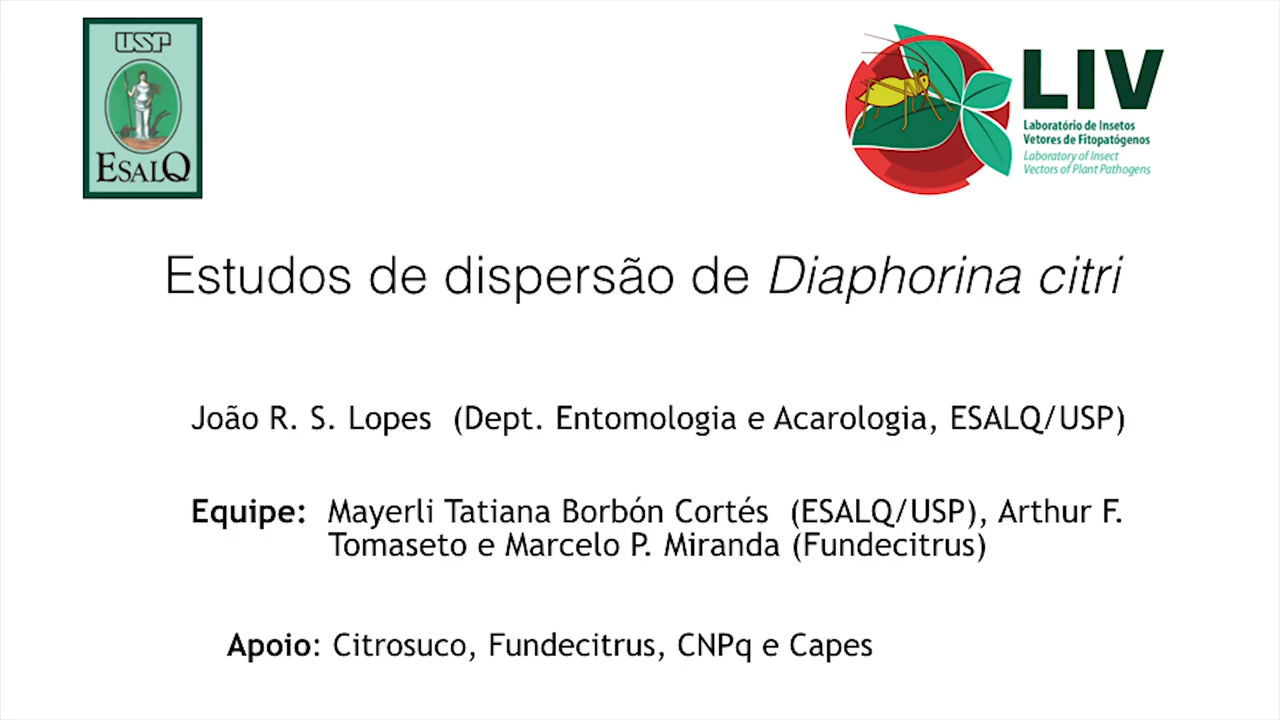 USP
ESALQ
LIV
Laboratório de Insetos
Vetores de Fitopatógenos
Laboratory of Insect
Vectors of Plant Pathogens
Estudos de dispersão de Diaphorina citri
João R. S. Lopes (Dept. Entomologia e Acarologia, ESALQ/USP)
Equipe: Mayerli Tatiana Borbón Cortés (ESALQ/USP), Arthur F.
Tomaseto e Marcelo P. Miranda (Fundecitrus)
Apoio: Citrosuco, Fundecitrus, CNPq e Capes